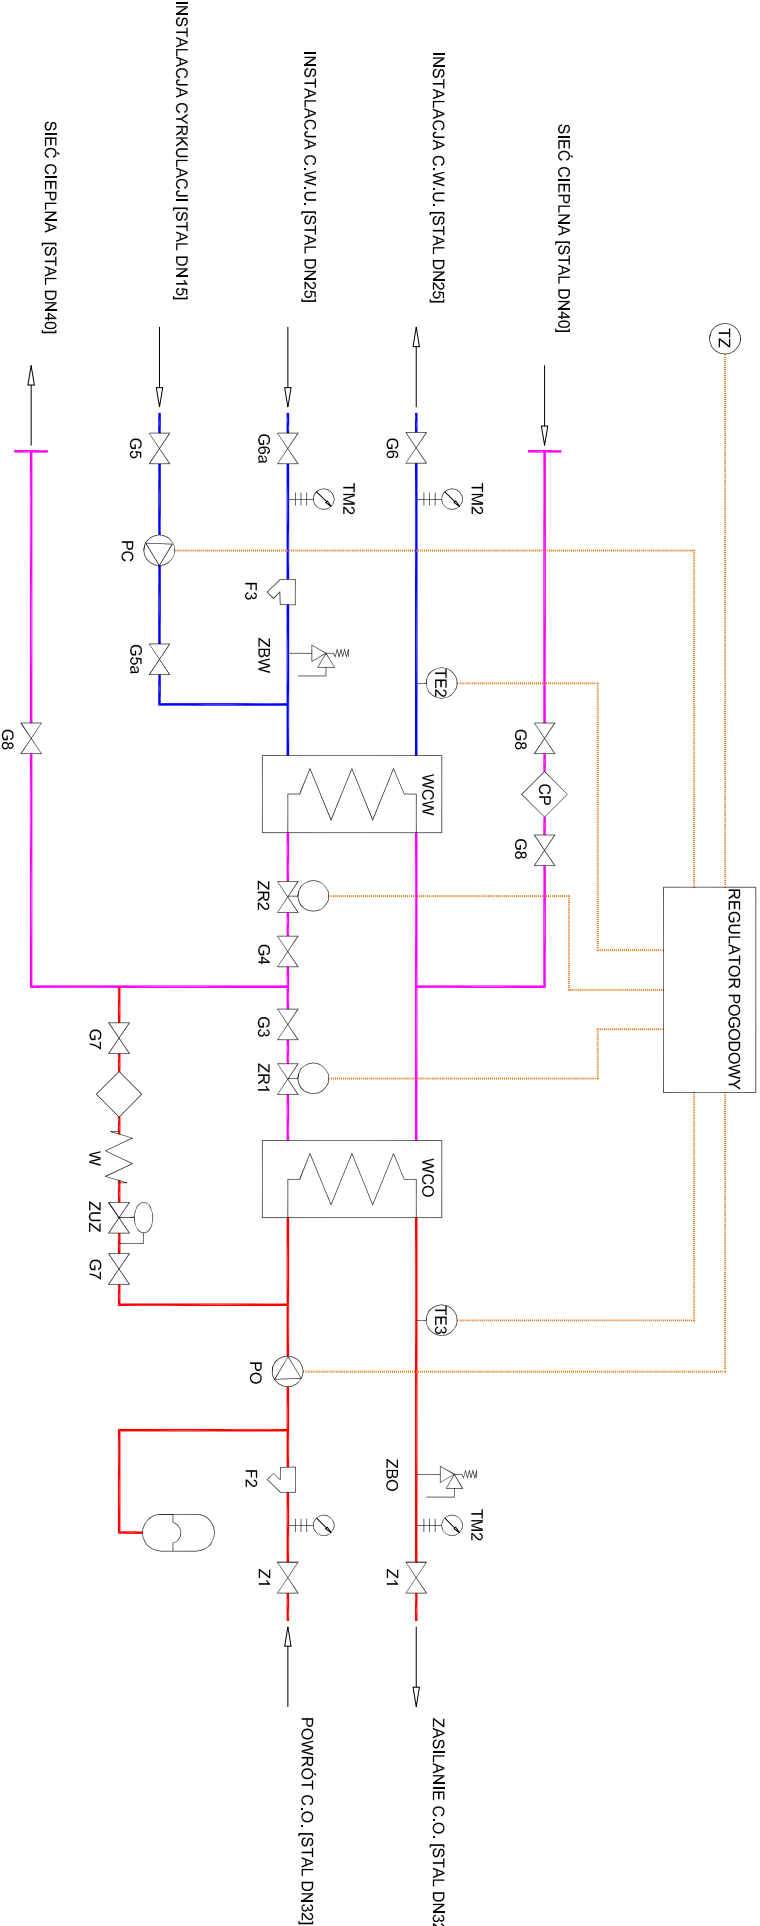 TZ
REGULATOR POGODOWY
SIEĆ CIEPLNA [STAL DN40]
G8
CP
G8
INSTALACJA C.W.U. [STAL DN25]
G6
TM2
TE2
WCW
WCO
TE3
ZBO
TM2
Z1
INSTALACJA C.W.U. [STAL DN25]
G6a
TM2
F3
ZBW
ZR2
G4
G3
ZR1
PO
F2
Z1
ZASILANIE C.O. [STAL
POWRÓT C.O. [STAL DN32]
INSTALACJA CYRKULACJI [STAL DN15]
G5
PC
G5a
G7
W
ZUZ
G7
SIEĆ CIEPLNA [STAL DN40]
G8